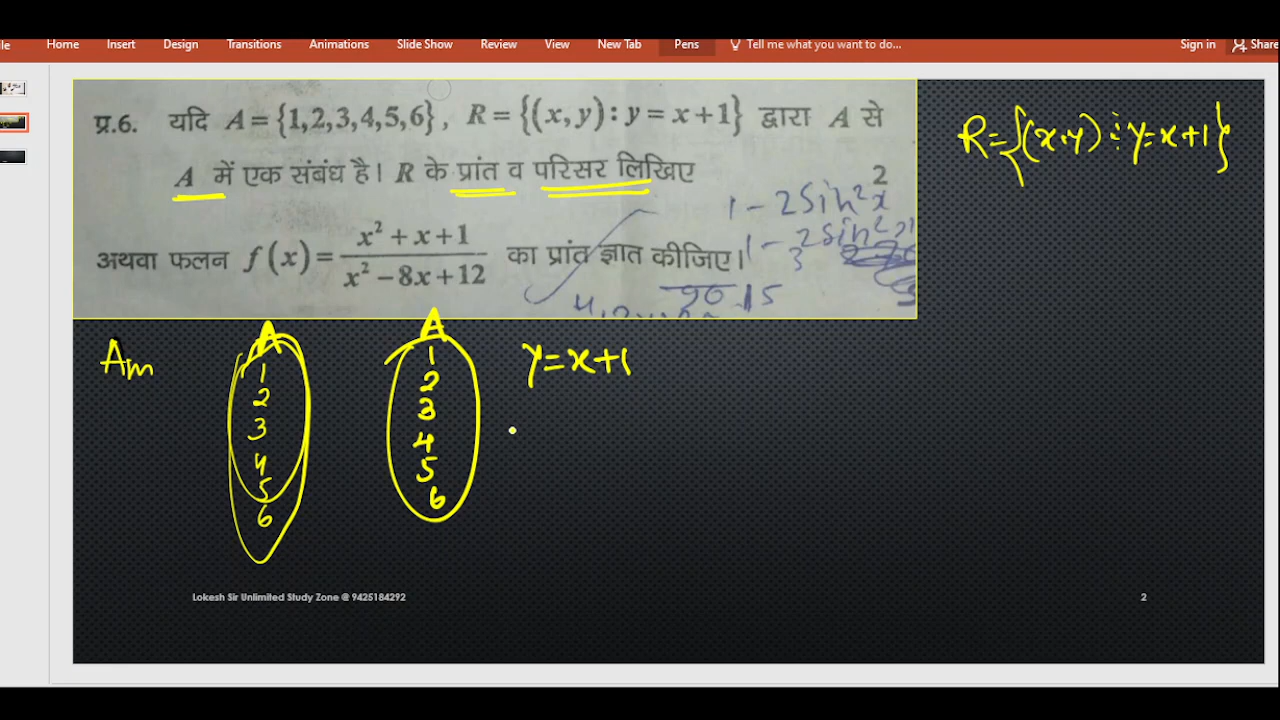 Home Insert Design Transitions Animations Slide Show Review View New Tab Pens Tell me what you want to do... Sign in Share
प्र.6. यदि A = {1,2,3,4,5,6}, R = {(x, y) : y = x + 1} द्वारा A से
A में एक संबंध है। R के प्रांत व परिसर लिखिए
अथवा फलन f(x) = (x² + x + 1)/(x² - 8x + 12) का प्रांत ज्ञात कीजिए।
R = {(x, y) : y = x + 1}
1 - 2 Sin² x
A A
y = x + 1
1 1
2 2
3 3
4 4
5 5
6 6
Lokesh Sir Unlimited Study Zone @ 9425184292
2